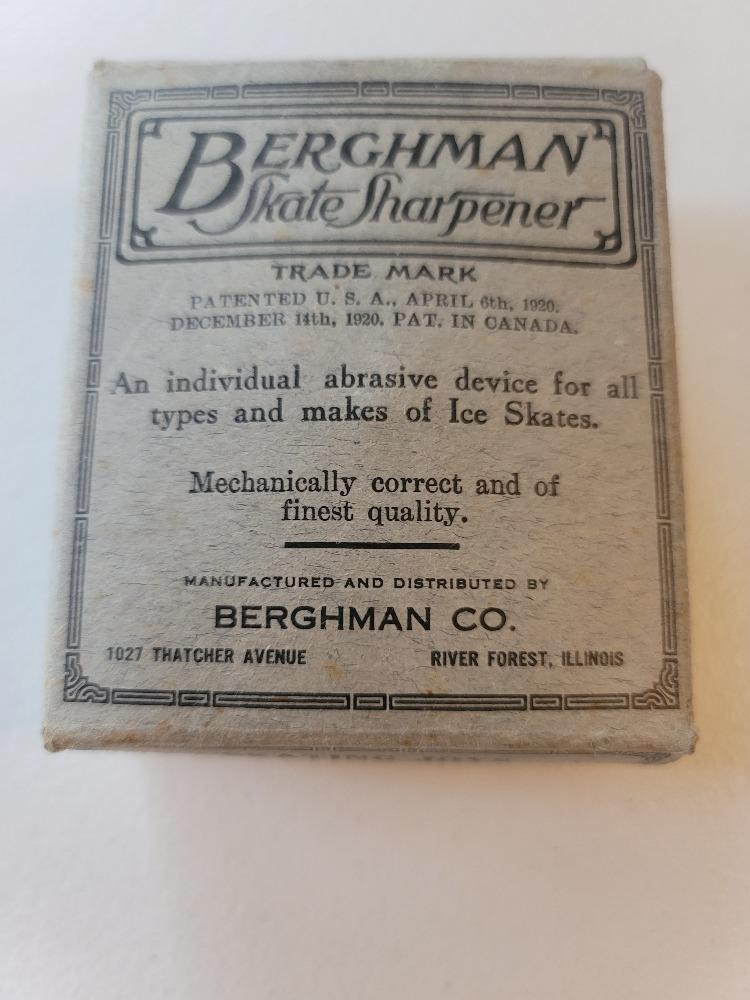 BERGHMAN
Skate Sharpener
TRADE MARK
PATENTED U. S. A., APRIL 6th, 1920.
DECEMBER 14th, 1920. PAT. IN CANADA.
An individual abrasive device for all
types and makes of Ice Skates.
Mechanically correct and of
finest quality.
MANUFACTURED AND DISTRIBUTED BY
BERGHMAN CO.
1027 THATCHER AVENUE RIVER FOREST, ILLINOIS